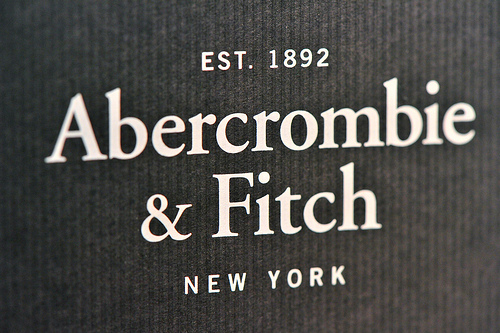 EST. 1892
Abercrombie
& Fitch
NEW YORK